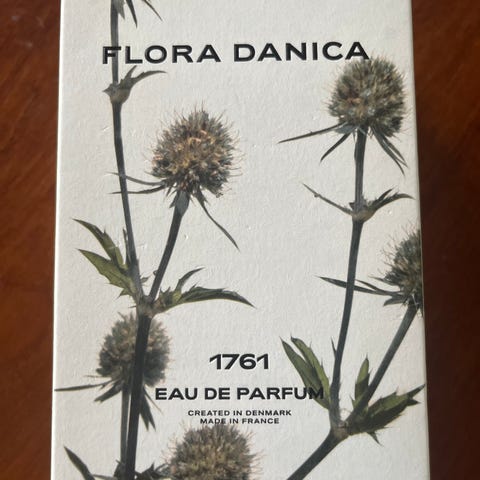 FLORA DANICA
1761
EAU DE PARFUM
CREATED IN DENMARK
MADE IN FRANCE